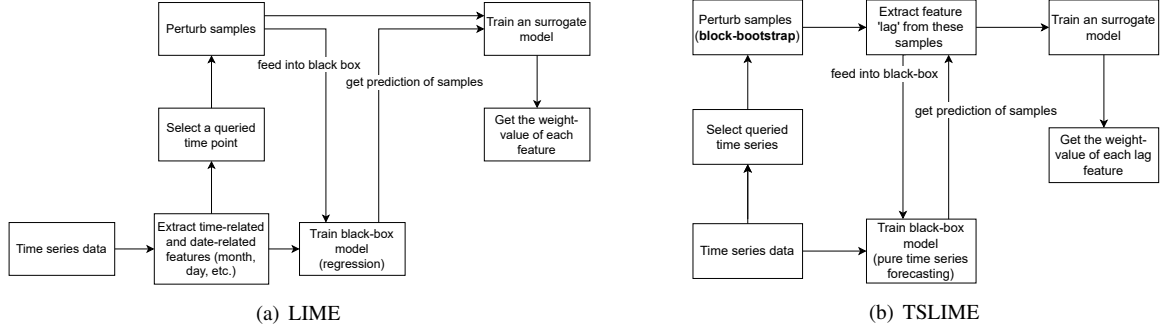 Perturb samples
Train an surrogate
model
feed into black box
get prediction of samples
Select a queried
time point
Get the weight-
value of each
feature
Time series data
Extract time-related
and date-related
features (month,
day, etc.)
Train black-box
model
(regression)
(a) LIME
Perturb samples
(block-bootstrap)
Extract feature
'lag' from these
samples
Train an surrogate
model
feed into black-box
get prediction of samples
Select queried
time series
Get the weight-
value of each lag
feature
Time series data
Train black-box
model
(pure time series
forecasting)
(b) TSLIME